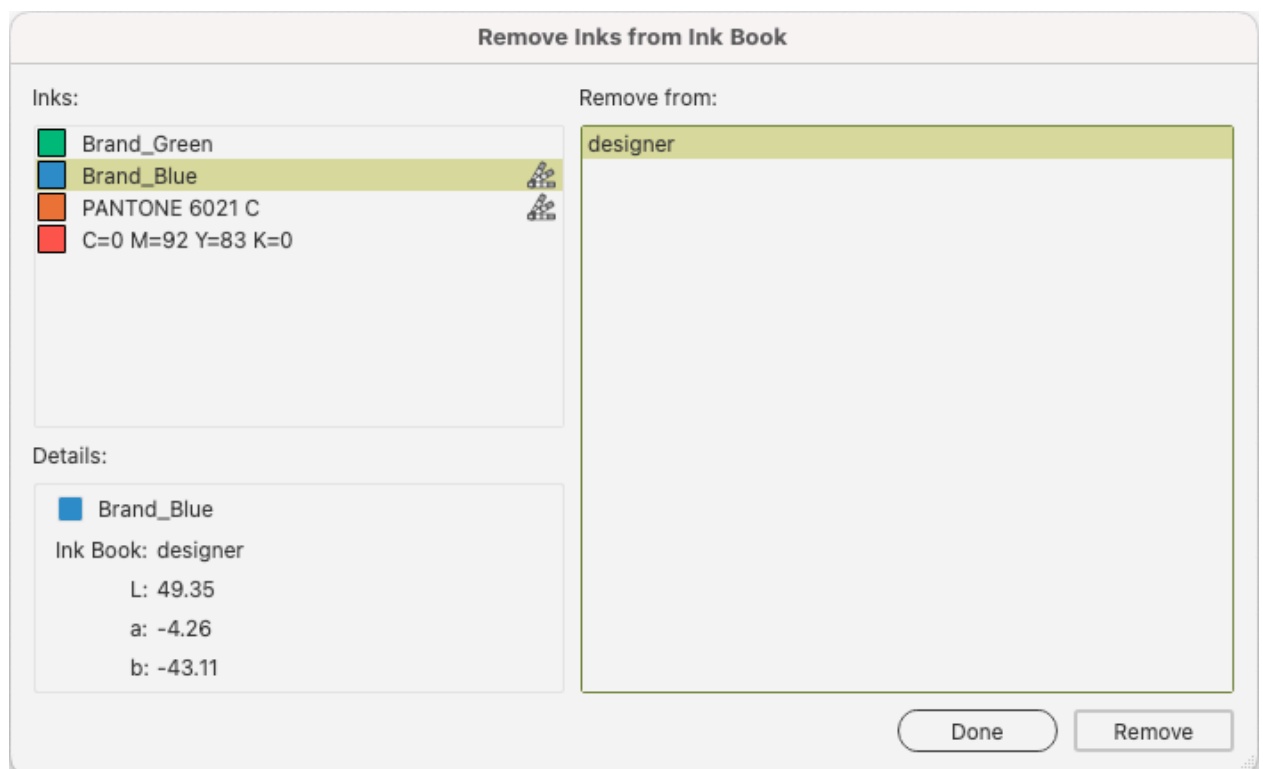 Remove Inks from Ink Book
Inks:
Brand_Green
Brand_Blue
PANTONE 6021 C
C=0 M=92 Y=83 K=0
Details:
Brand_Blue
Ink Book: designer
L: 49.35
a: -4.26
b: -43.11
Remove from:
designer
Done
Remove